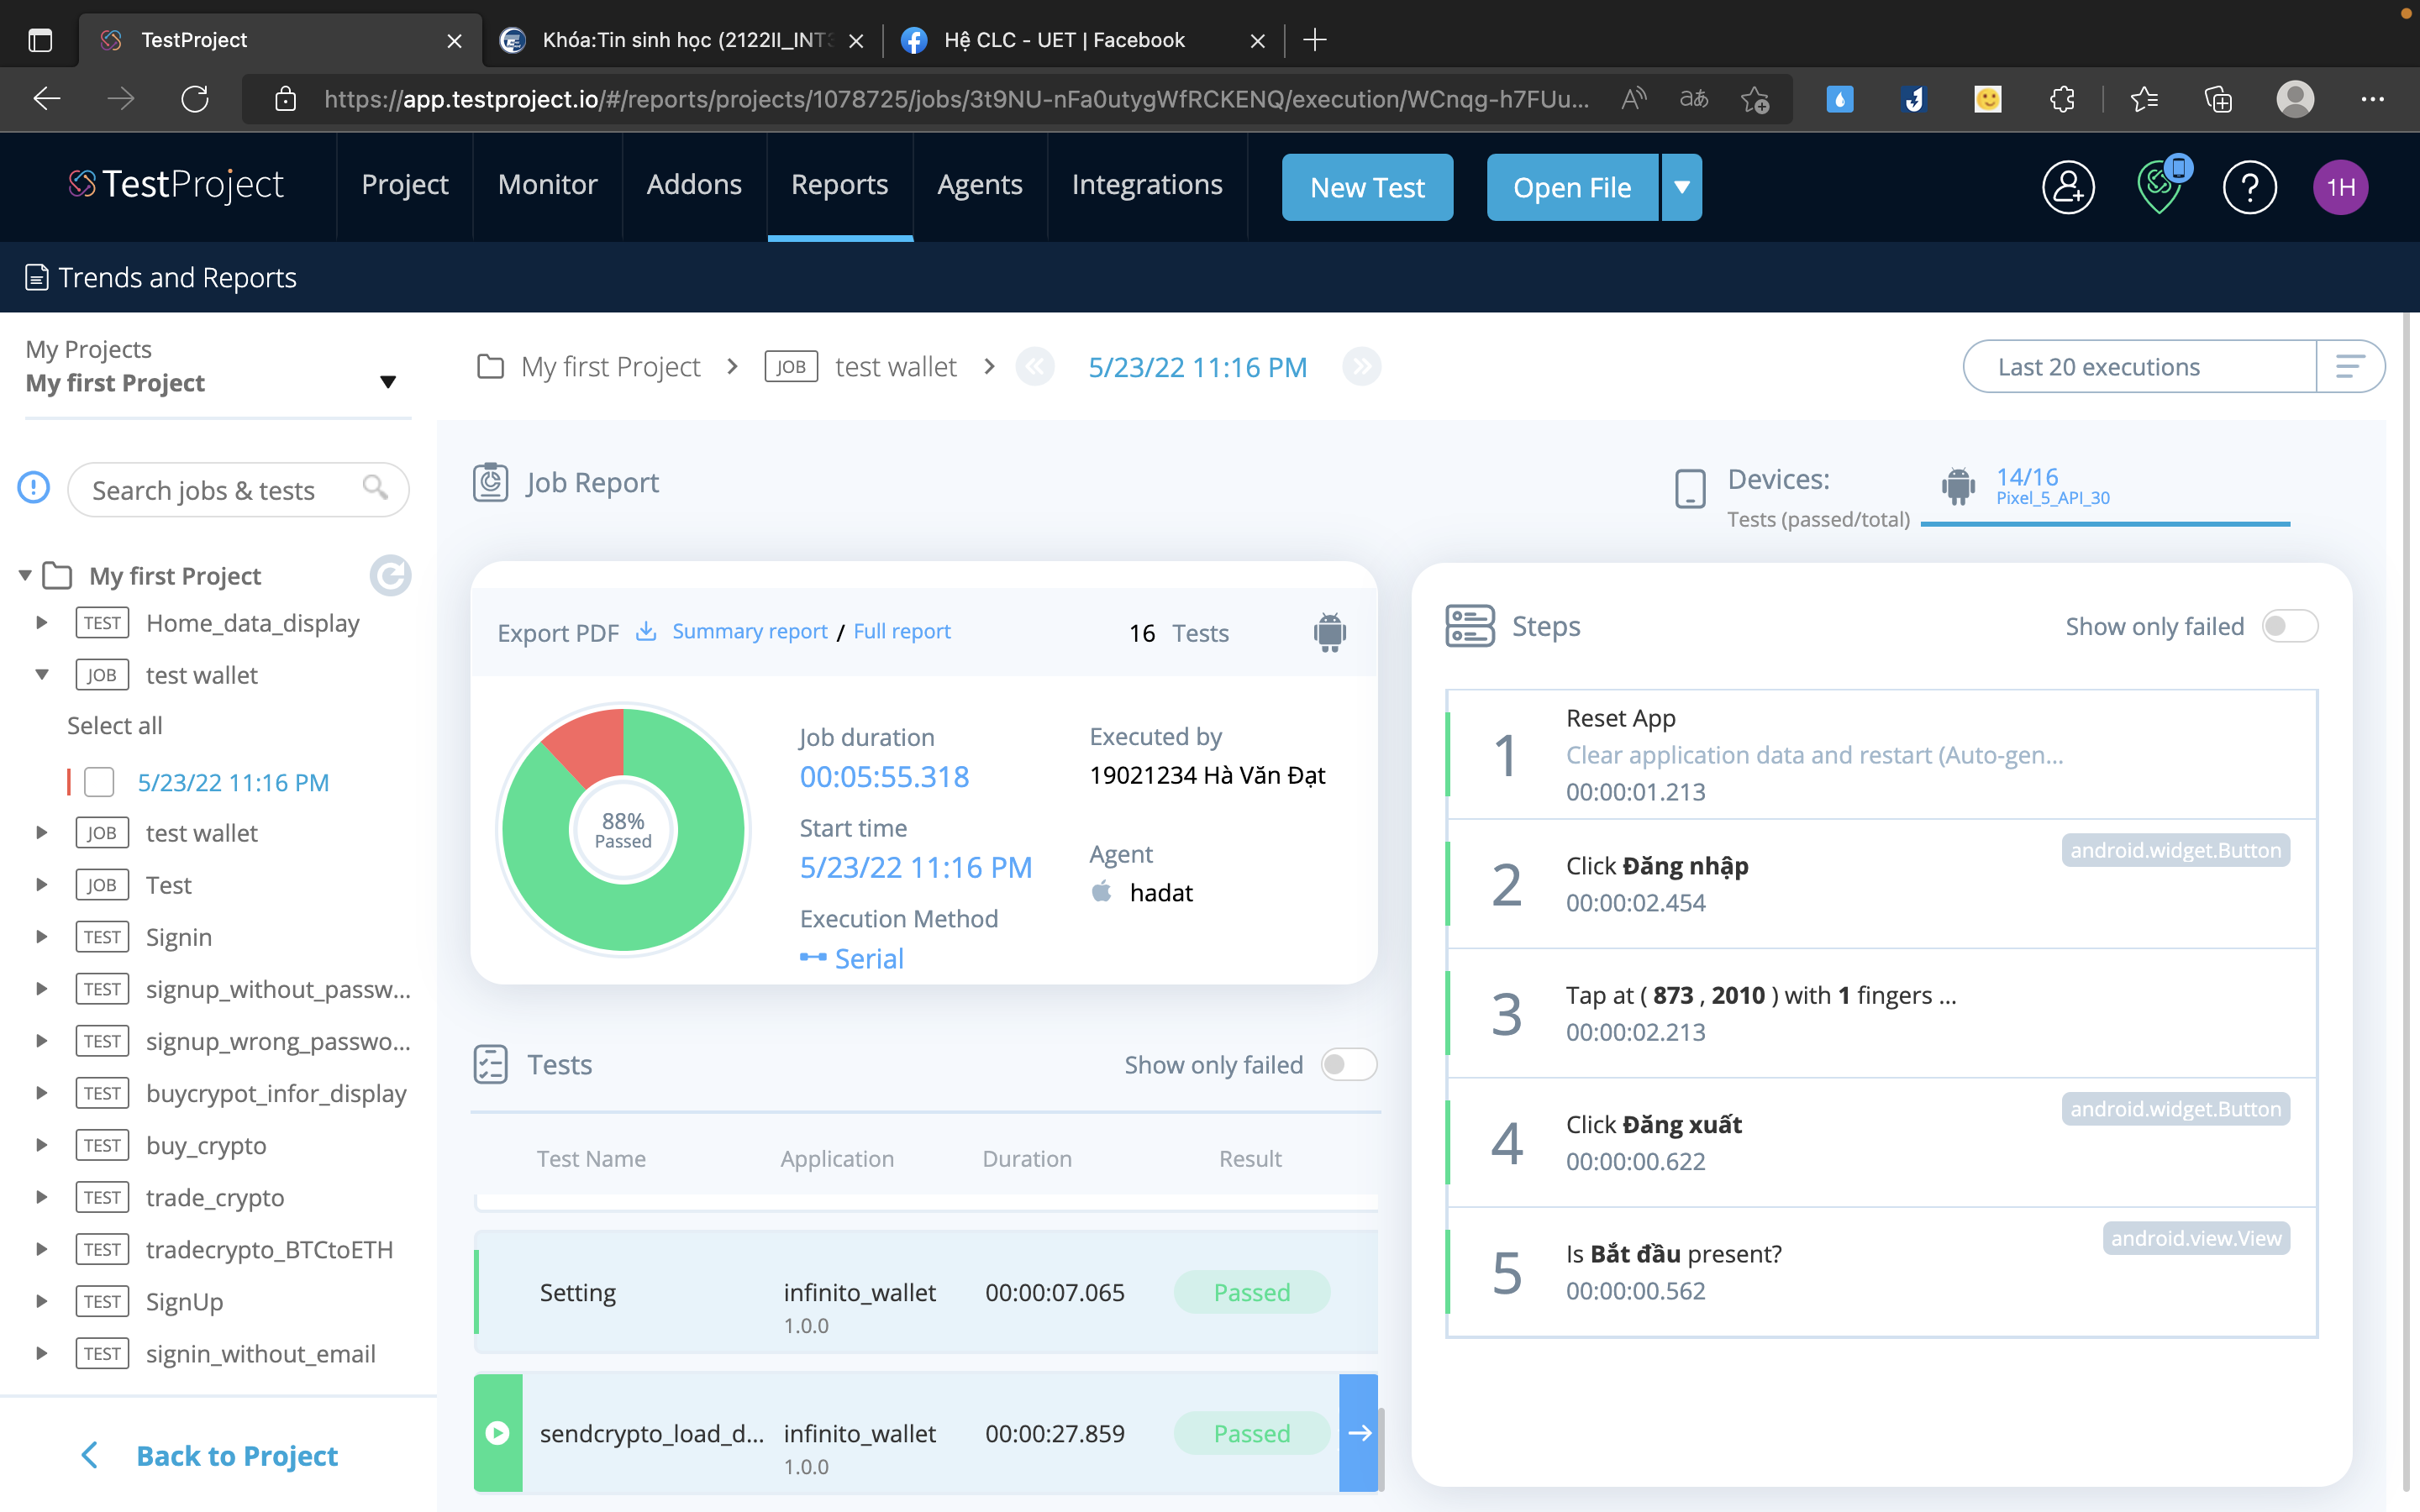 TestProject
Khóa:Tin sinh học (2122II_INT3
Hệ CLC - UET | Facebook
https://app.testproject.io/#/reports/projects/1078725/jobs/3t9NU-nFa0utygWfRCKENQ/execution/WCnqg-h7FUu...
TestProject
Project
Monitor
Addons
Reports
Agents
Integrations
New Test
Open File
1H
Trends and Reports
My Projects
My first Project
My first Project
JOB
test wallet
5/23/22 11:16 PM
Last 20 executions
Search jobs & tests
My first Project
TEST Home_data_display
JOB test wallet
Select all
5/23/22 11:16 PM
JOB test wallet
JOB Test
TEST Signin
TEST signup_without_passw...
TEST signup_wrong_passwo...
TEST buycrypot_infor_display
TEST buy_crypto
TEST trade_crypto
TEST tradecrypto_BTCtoETH
TEST SignUp
TEST signin_without_email
Back to Project
Job Report
Devices:
Tests (passed/total)
14/16
Pixel_5_API_30
Export PDF Summary report / Full report
16 Tests
88%
Passed
Job duration
00:05:55.318
Start time
5/23/22 11:16 PM
Execution Method
Serial
Executed by
19021234 Hà Văn Đạt
Agent
hadat
Tests
Show only failed
Test Name Application Duration Result
Setting infinito_wallet 00:00:07.065 Passed
1.0.0
sendcrypto_load_d... infinito_wallet 00:00:27.859 Passed
1.0.0
Steps
Show only failed
1
Reset App
Clear application data and restart (Auto-gen...
00:00:01.213
2
Click Đăng nhập
android.widget.Button
00:00:02.454
3
Tap at ( 873 , 2010 ) with 1 fingers ...
00:00:02.213
4
Click Đăng xuất
android.widget.Button
00:00:00.622
5
Is Bắt đầu present?
android.view.View
00:00:00.562